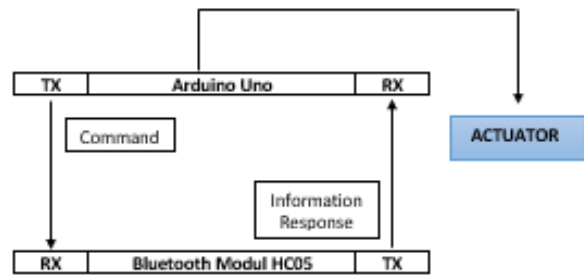 TX Arduino Uno RX
Command
ACTUATOR
Information
Response
RX Bluetooth Modul HC05 TX